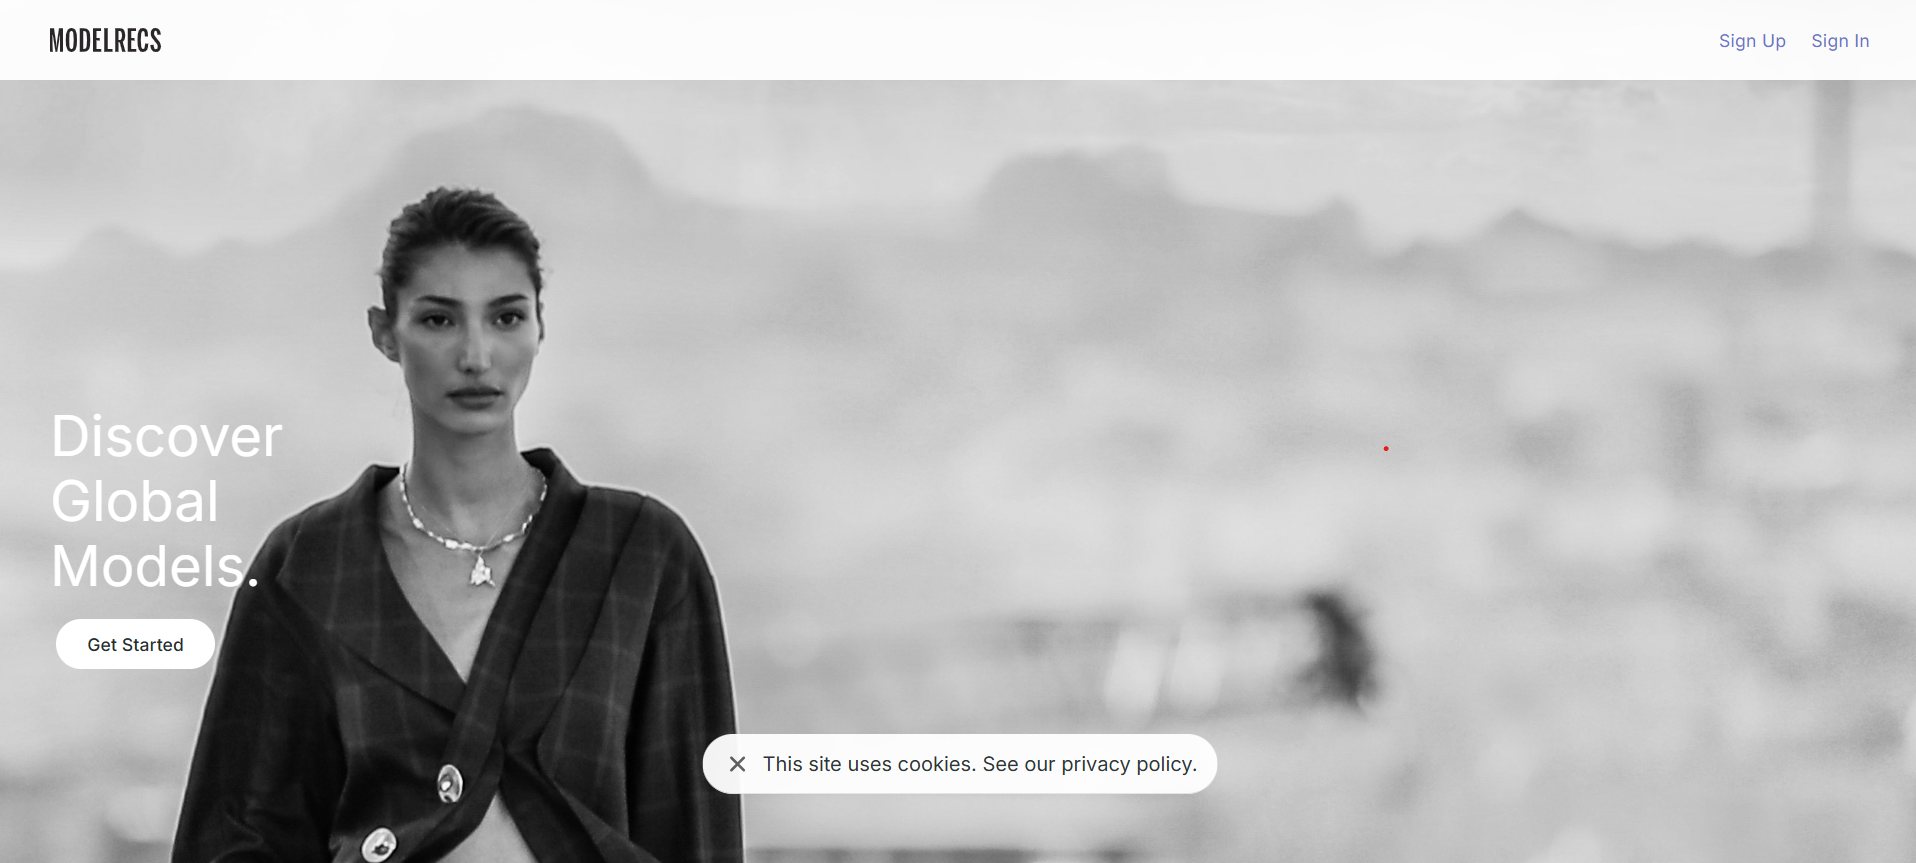 MODELRECS
Sign Up
Sign In
Discover
Global
Models.
Get Started
This site uses cookies. See our privacy policy.